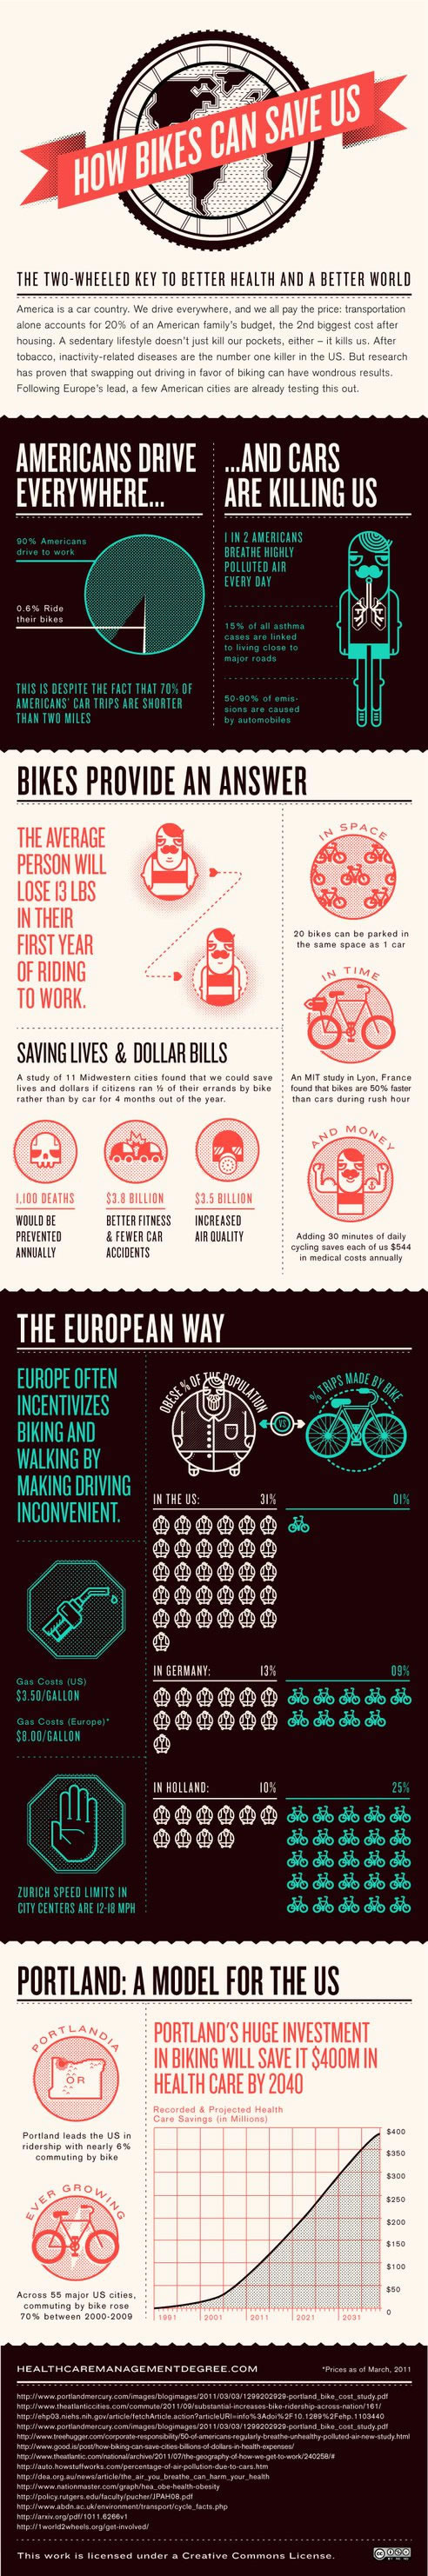 HOW BIKES CAN SAVE US
THE TWO-WHEELED KEY TO BETTER HEALTH AND A BETTER WORLD
America is a car country. We drive everywhere, and we all pay the price: transportation
alone accounts for 20% of an American family's budget, the 2nd biggest cost after
housing. A sedentary lifestyle doesn't just kill our pockets, either – it kills us. After
tobacco, inactivity-related diseases are the number one killer in the US. But research
has proven that swapping out driving in favor of biking can have wondrous results.
Following Europe's lead, a few American cities are already testing this out.
AMERICANS DRIVE
EVERYWHERE...
90% Americans
drive to work
0.6% Ride
their bikes
THIS IS DESPITE THE FACT THAT 70% OF
AMERICANS' CAR TRIPS ARE SHORTER
THAN TWO MILES
...AND CARS
ARE KILLING US
1 IN 2 AMERICANS
BREATHE HIGHLY
POLLUTED AIR
EVERY DAY
15% of all asthma
cases are linked
to living close to
major roads
50-90% of emis-
sions are caused
by automobiles
BIKES PROVIDE AN ANSWER
THE AVERAGE
PERSON WILL
LOSE 13 LBS
IN THEIR
FIRST YEAR
OF RIDING
TO WORK.
IN SPACE
20 bikes can be parked in
the same space as 1 car
IN TIME
An MIT study in Lyon, France
found that bikes are 50% faster
than cars during rush hour
AND MONEY
Adding 30 minutes of daily
cycling saves each of us $544
in medical costs annually
SAVING LIVES & DOLLAR BILLS
A study of 11 Midwestern cities found that we could save
lives and dollars if citizens ran ½ of their errands by bike
rather than by car for 4 months out of the year.
1,100 DEATHS
WOULD BE
PREVENTED
ANNUALLY
$3.8 BILLION
BETTER FITNESS
& FEWER CAR
ACCIDENTS
$3.5 BILLION
INCREASED
AIR QUALITY
THE EUROPEAN WAY
EUROPE OFTEN
INCENTIVIZES
BIKING AND
WALKING BY
MAKING DRIVING
INCONVENIENT.
Gas Costs (US)
$3.50/GALLON
Gas Costs (Europe)*
$8.00/GALLON
ZURICH SPEED LIMITS IN
CITY CENTERS ARE 12-18 MPH
OBESE % OF THE POPULATION
VS
% TRIPS MADE BY BIKE
IN THE US: 31% 01%
IN GERMANY: 13% 09%
IN HOLLAND: 10% 25%
PORTLAND: A MODEL FOR THE US
PORTLANDIA
OR
Portland leads the US in
ridership with nearly 6%
commuting by bike
EVER GROWING
Across 55 major US cities,
commuting by bike rose
70% between 2000-2009
PORTLAND'S HUGE INVESTMENT
IN BIKING WILL SAVE IT $400M IN
HEALTH CARE BY 2040
Recorded & Projected Health
Care Savings (in Millions)
$400
$350
$300
$250
$200
$150
$100
$50
0
1991 2001 2011 2021 2031
HEALTHCAREMANAGEMENTDEGREE.COM
*Prices as of March, 2011
http://www.portlandmercury.com/images/blogimages/2011/03/03/1299202929-portland_bike_cost_study.pdf
http://www.theatlanticcities.com/commute/2011/09/substantial-increases-bike-ridership-across-nation/161/
http://ehp03.niehs.nih.gov/article/fetchArticle.action?articleURI=info%3Adoi%2F10.1289%2Fehp.1103440
http://www.portlandmercury.com/images/blogimages/2011/03/03/1299202929-portland_bike_cost_study.pdf
http://www.treehugger.com/corporate-responsibility/50-of-americans-regularly-breathe-unhealthy-polluted-air-new-study.html
http://www.good.is/post/how-biking-can-save-cities-billions-of-dollars-in-health-expenses/
http://www.theatlantic.com/national/archive/2011/07/the-geography-of-how-we-get-to-work/240258/#
http://auto.howstuffworks.com/percentage-of-air-pollution-due-to-cars.htm
http://dea.org.au/news/article/the_air_you_breathe_can_harm_your_health
http://www.nationmaster.com/graph/hea_obe-health-obesity
http://policy.rutgers.edu/faculty/pucher/JPAH08.pdf
http://www.abdn.ac.uk/environment/transport/cycle_facts.php
http://arxiv.org/pdf/1011.6266v1
http://1world2wheels.org/get-involved/
This work is licensed under a Creative Commons License.